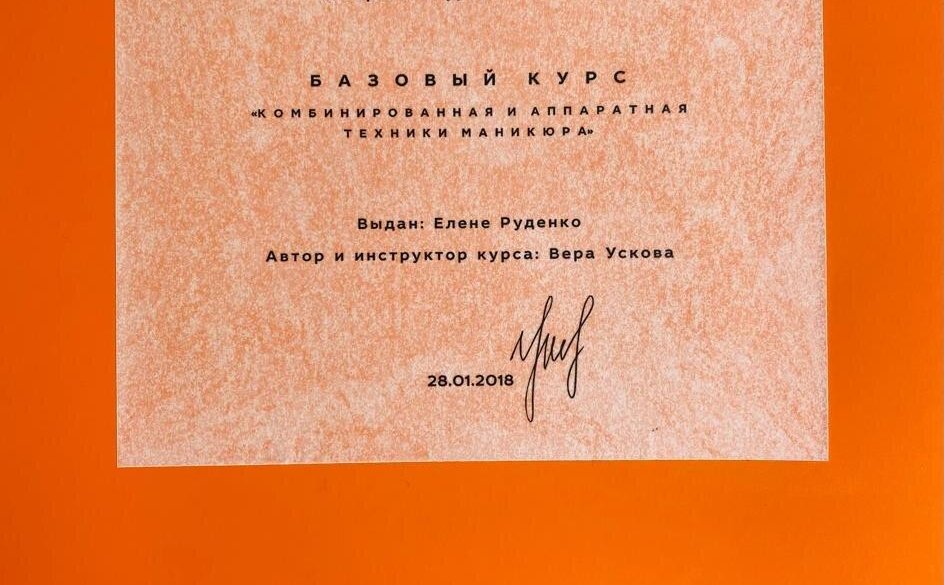 БАЗОВЫЙ КУРС
«КОМБИНИРОВАННАЯ И АППАРАТНАЯ
ТЕХНИКИ МАНИКЮРА»
Выдан: Елене Руденко
Автор и инструктор курса: Вера Ускова
28.01.2018